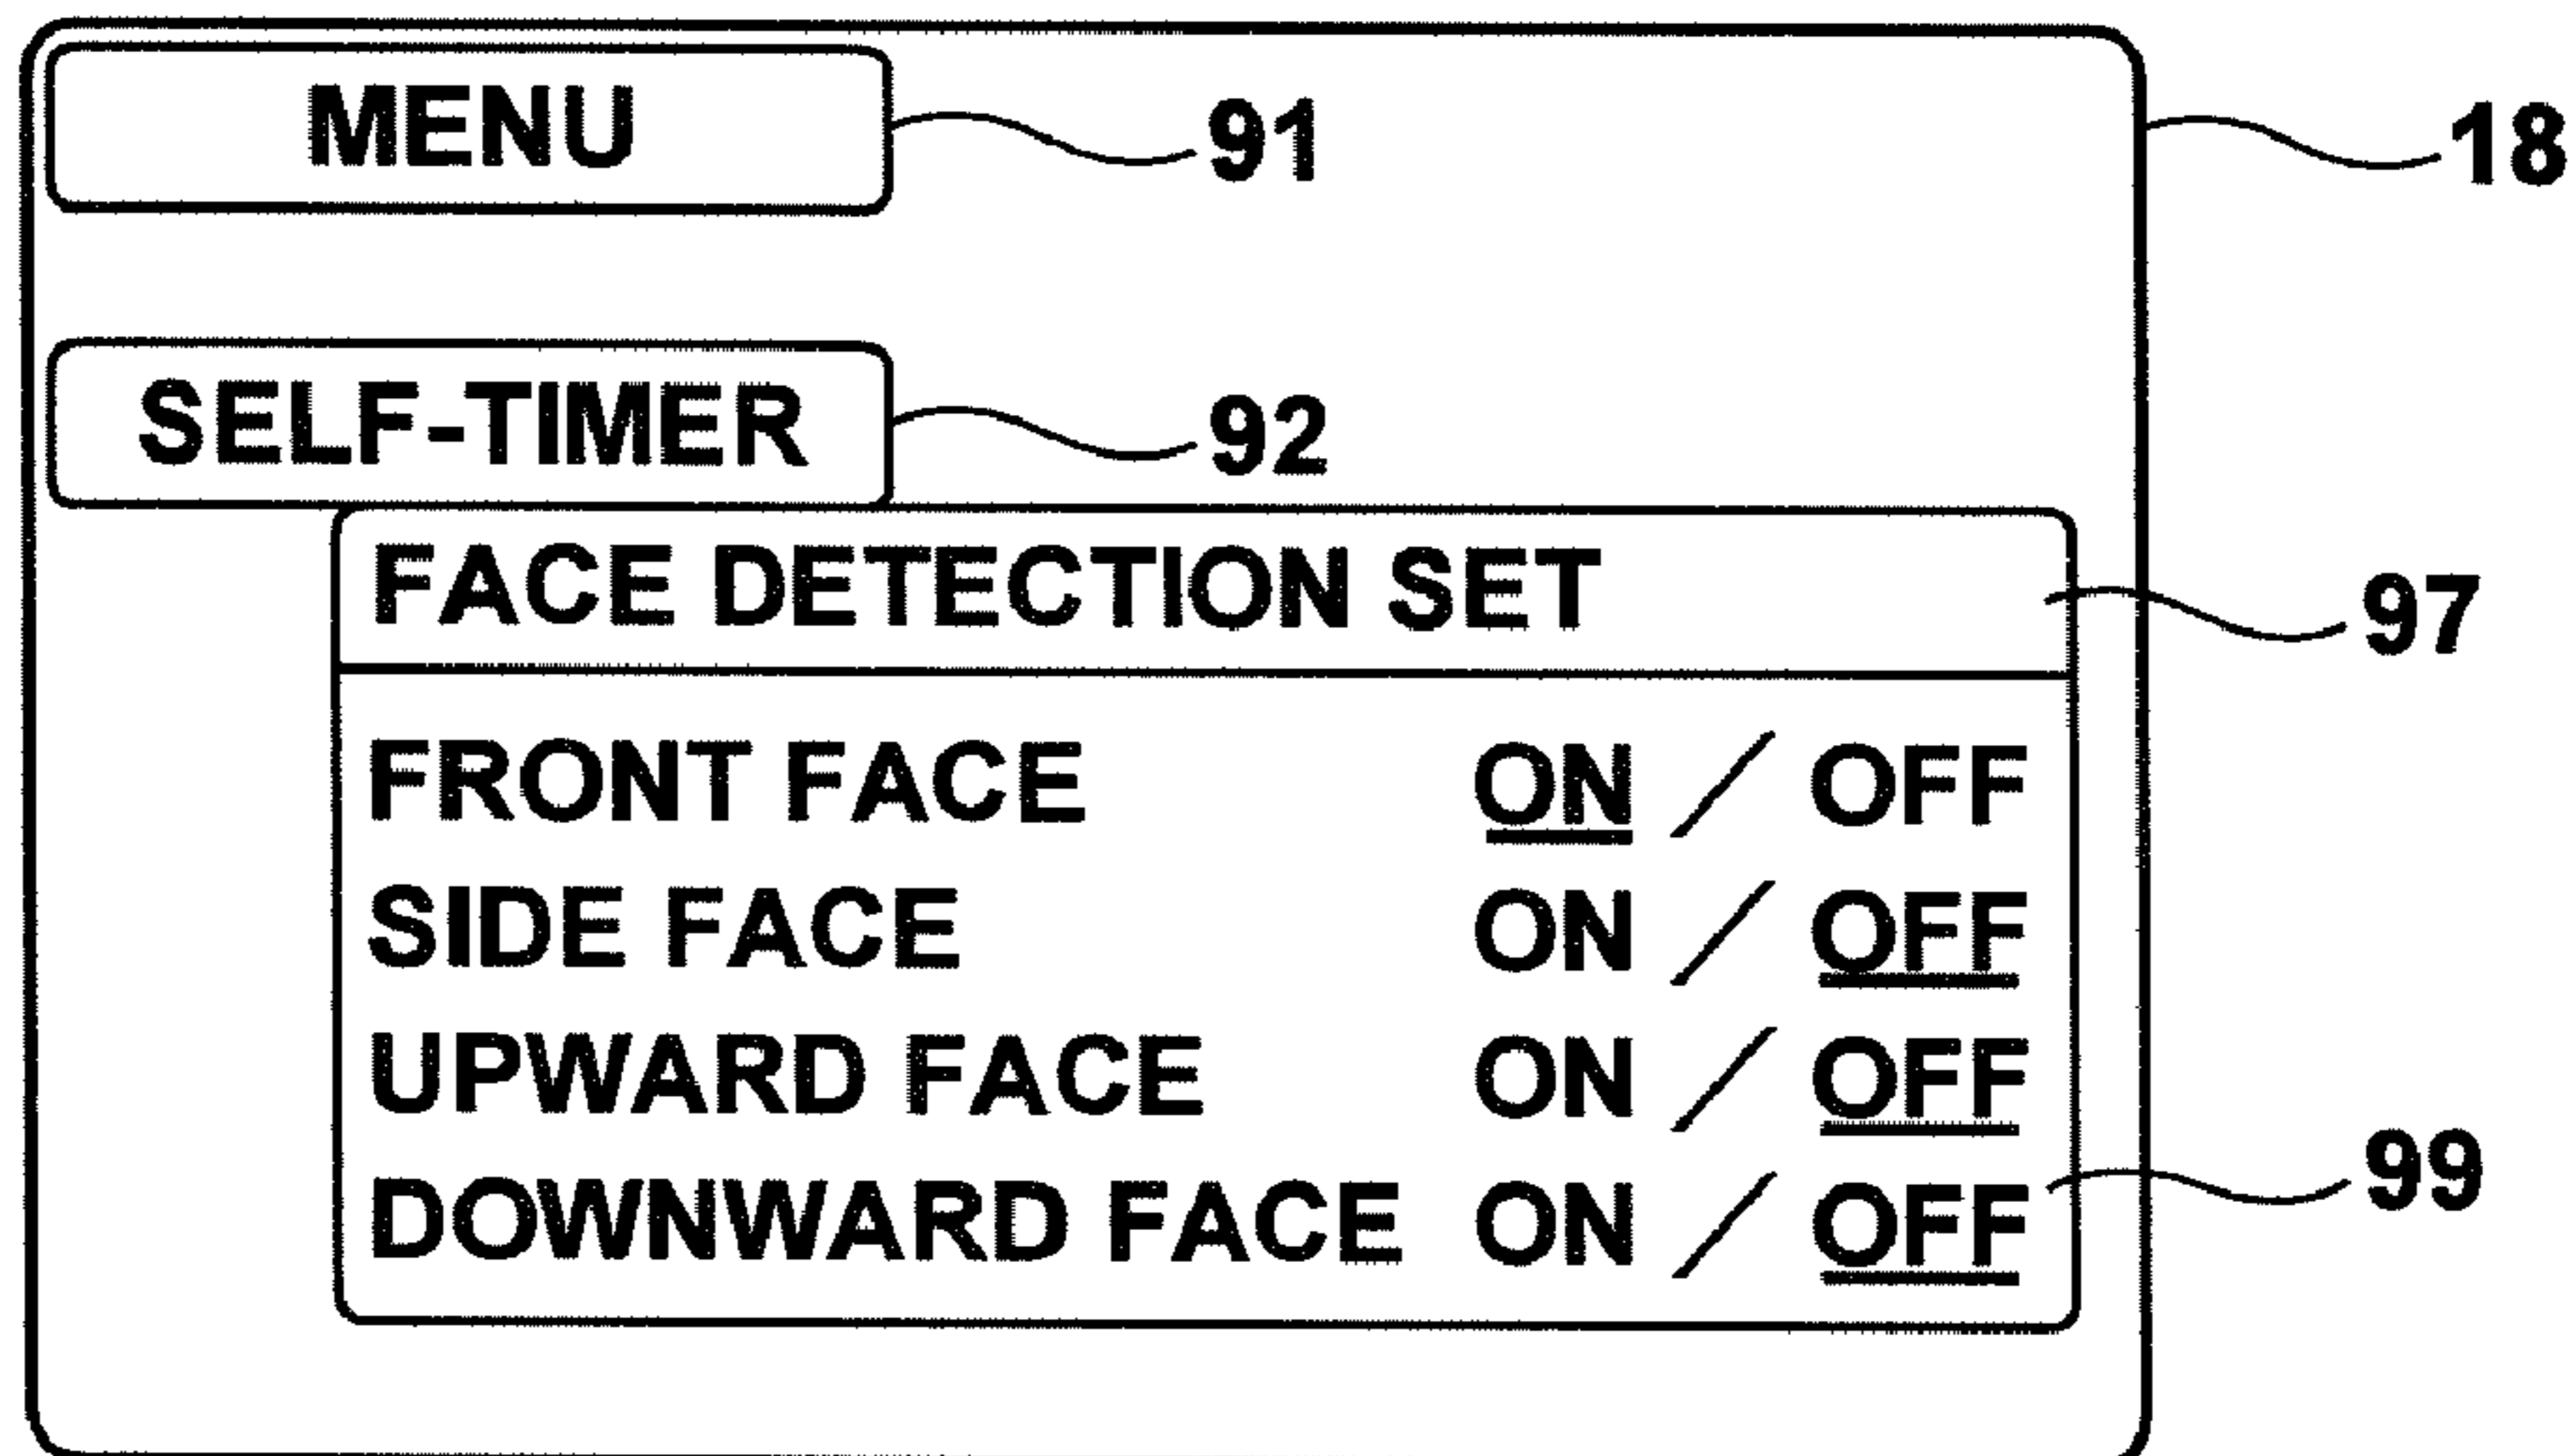 MENU 91 18
SELF-TIMER 92
FACE DETECTION SET 97
FRONT FACE ON / OFF
SIDE FACE ON / OFF
UPWARD FACE ON / OFF
DOWNWARD FACE ON / OFF 99